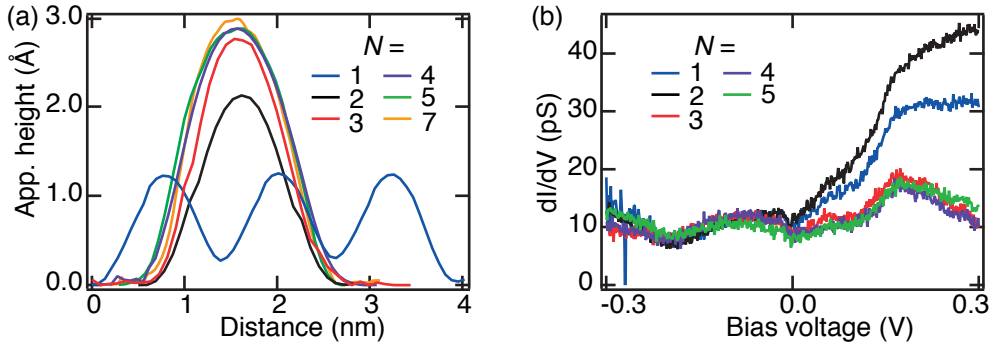 (a)
App. height (Å)
3.0
2.0
1.0
0.0
N =
1 4
2 5
3 7
0 1 2 3 4
Distance (nm)
(b)
dI/dV (pS)
40
30
20
10
0
N =
1 4
2 5
3
-0.3 0.0 0.3
Bias voltage (V)